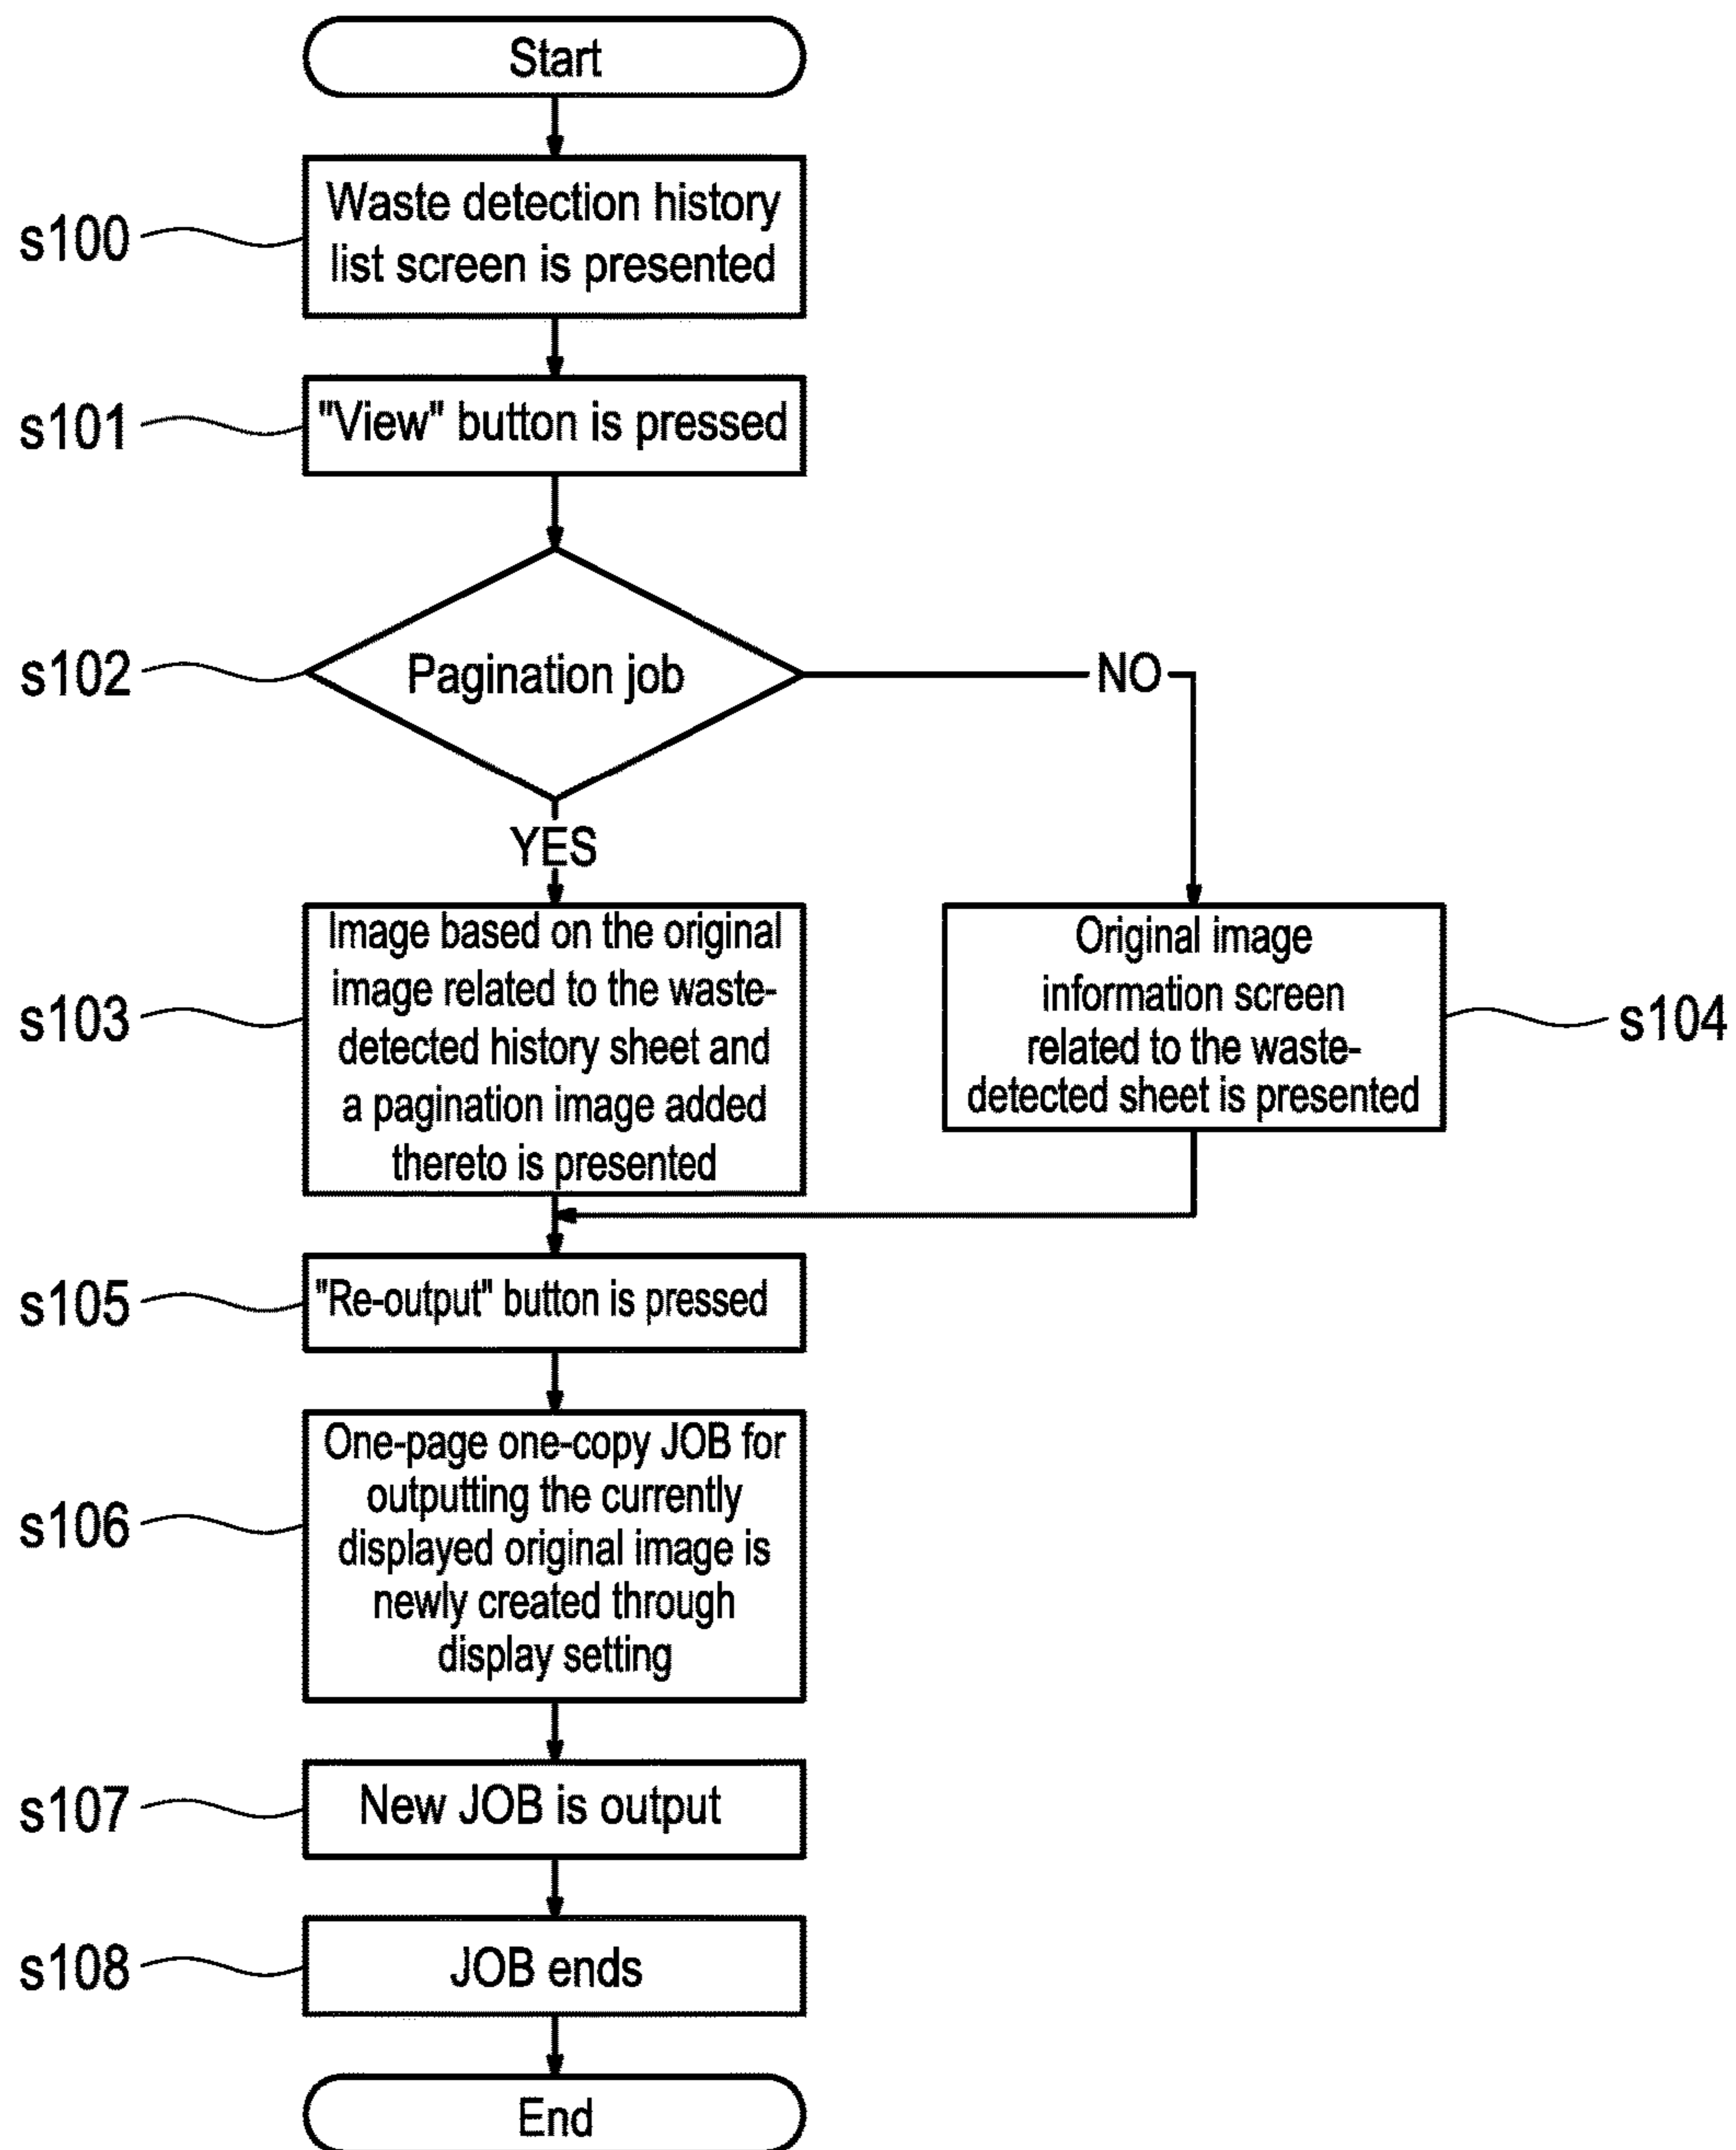 Start
s100
Waste detection history
list screen is presented
s101
"View" button is pressed
s102
Pagination job
NO
YES
s103
Image based on the original
image related to the waste-
detected history sheet and
a pagination image added
thereto is presented
Original image
information screen
related to the waste-
detected sheet is presented
s104
s105
"Re-output" button is pressed
s106
One-page one-copy JOB for
outputting the currently
displayed original image is
newly created through
display setting
s107
New JOB is output
s108
JOB ends
End